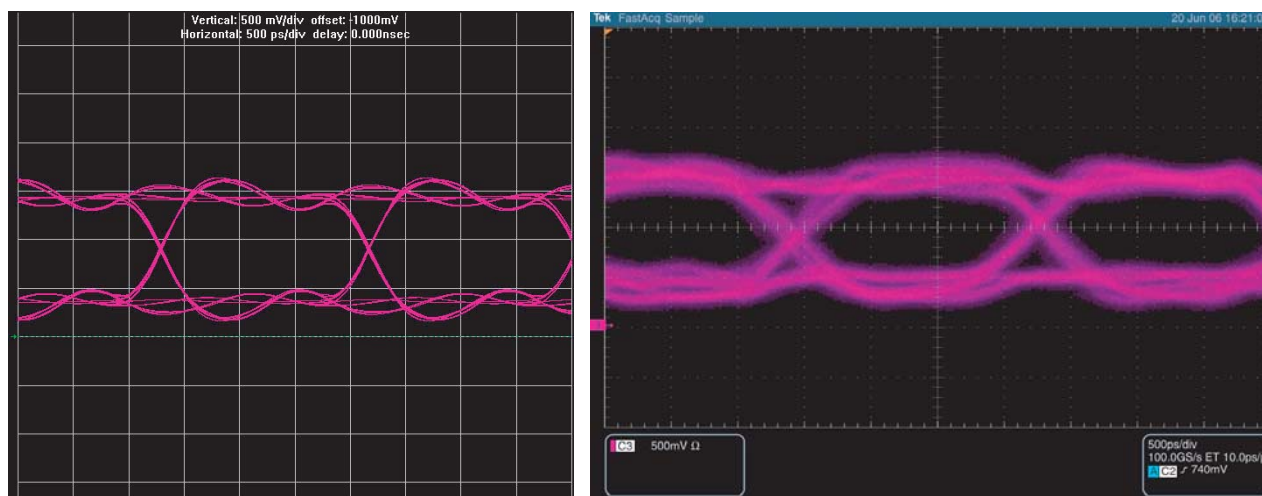 Vertical: 500 mV/div offset: -1000mV
Horizontal: 500 ps/div delay: 0.000nsec
Tek FastAcq Sample
20 Jun 06 16:21:0
C3 500mV Ω
500ps/div
100.0GS/s ET 10.0ps/
A C2 740mV